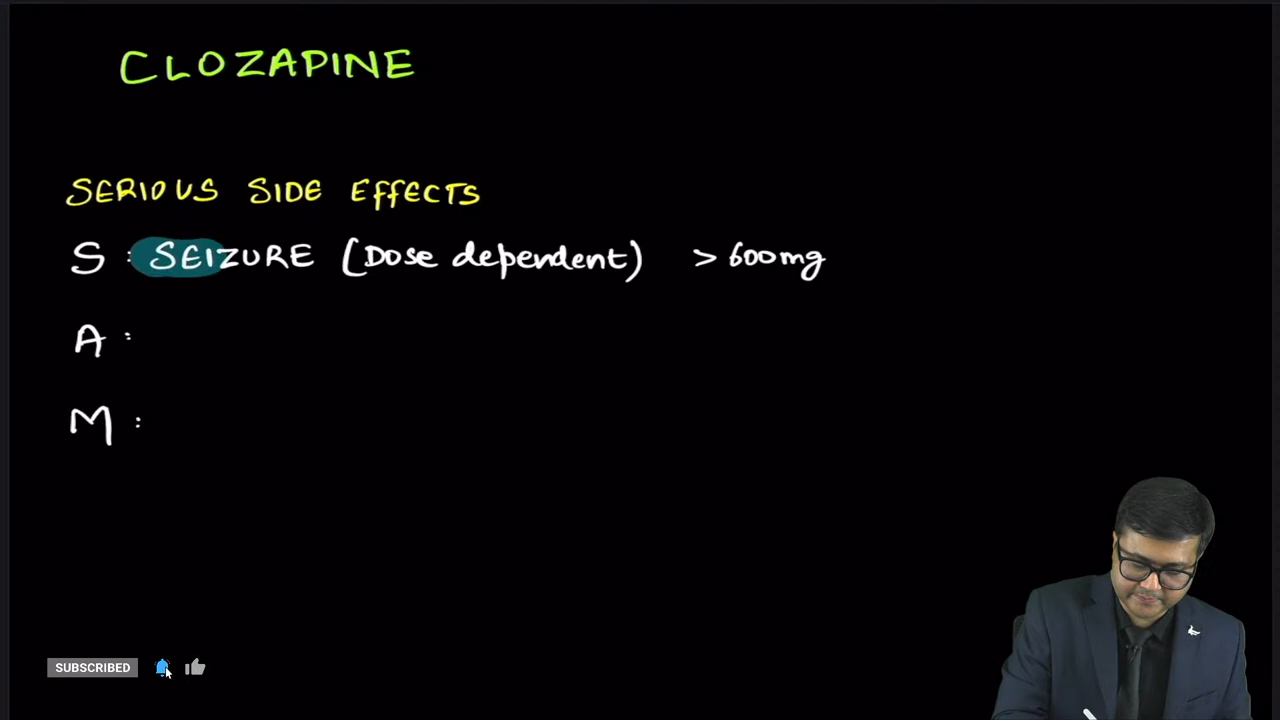 CLOZAPINE
SERIOUS SIDE EFFECTS
S : SEIZURE (Dose dependent) > 600mg
A :
M :
SUBSCRIBED